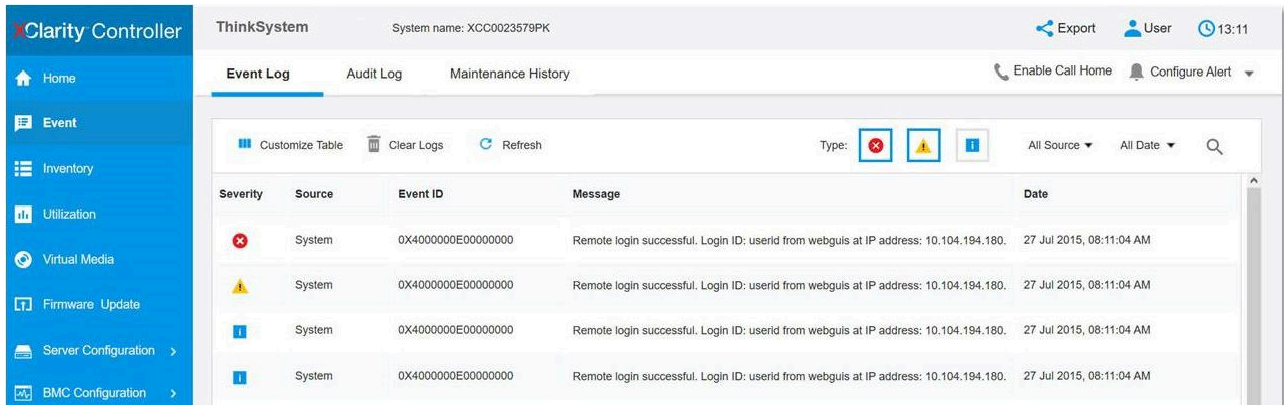 XClarity Controller
ThinkSystem System name: XCC0023579PK Export User 13:11
Home
Event Log Audit Log Maintenance History Enable Call Home Configure Alert
Event
Customize Table Clear Logs Refresh Type: All Source All Date
Inventory
Severity Source Event ID Message Date
Utilization
System 0X4000000E00000000 Remote login successful. Login ID: userid from webguis at IP address: 10.104.194.180. 27 Jul 2015, 08:11:04 AM
Virtual Media
System 0X4000000E00000000 Remote login successful. Login ID: userid from webguis at IP address: 10.104.194.180. 27 Jul 2015, 08:11:04 AM
Firmware Update
System 0X4000000E00000000 Remote login successful. Login ID: userid from webguis at IP address: 10.104.194.180. 27 Jul 2015, 08:11:04 AM
Server Configuration
System 0X4000000E00000000 Remote login successful. Login ID: userid from webguis at IP address: 10.104.194.180. 27 Jul 2015, 08:11:04 AM
BMC Configuration